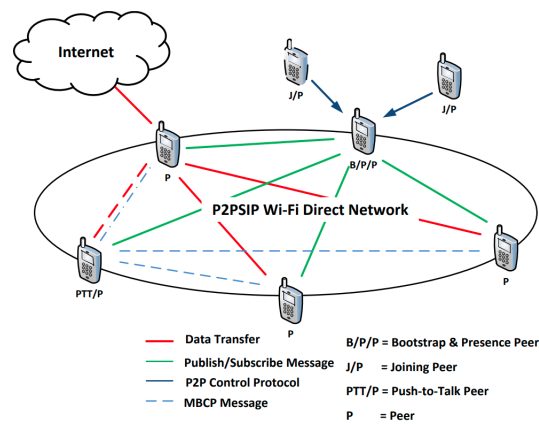 Internet
J/P
J/P
P
B/P/P
P2PSIP Wi-Fi Direct Network
PTT/P
P
P
Data Transfer
Publish/Subscribe Message
P2P Control Protocol
MBCP Message
B/P/P = Bootstrap & Presence Peer
J/P = Joining Peer
PTT/P = Push-to-Talk Peer
P = Peer